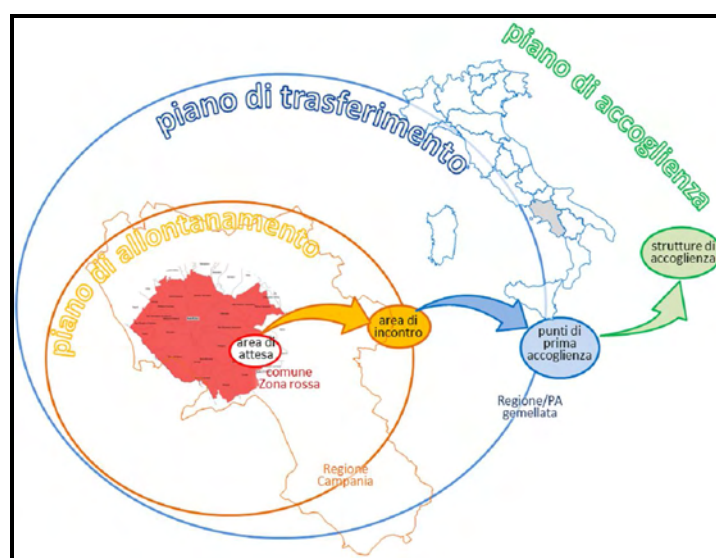 piano di accoglienza
piano di trasferimento
piano di allontanamento
strutture di
accoglienza
area di
incontro
punti di
prima
accoglienza
area di
attesa
comune
Zona rossa
Regione/PA
gemellata
Regione
Campania